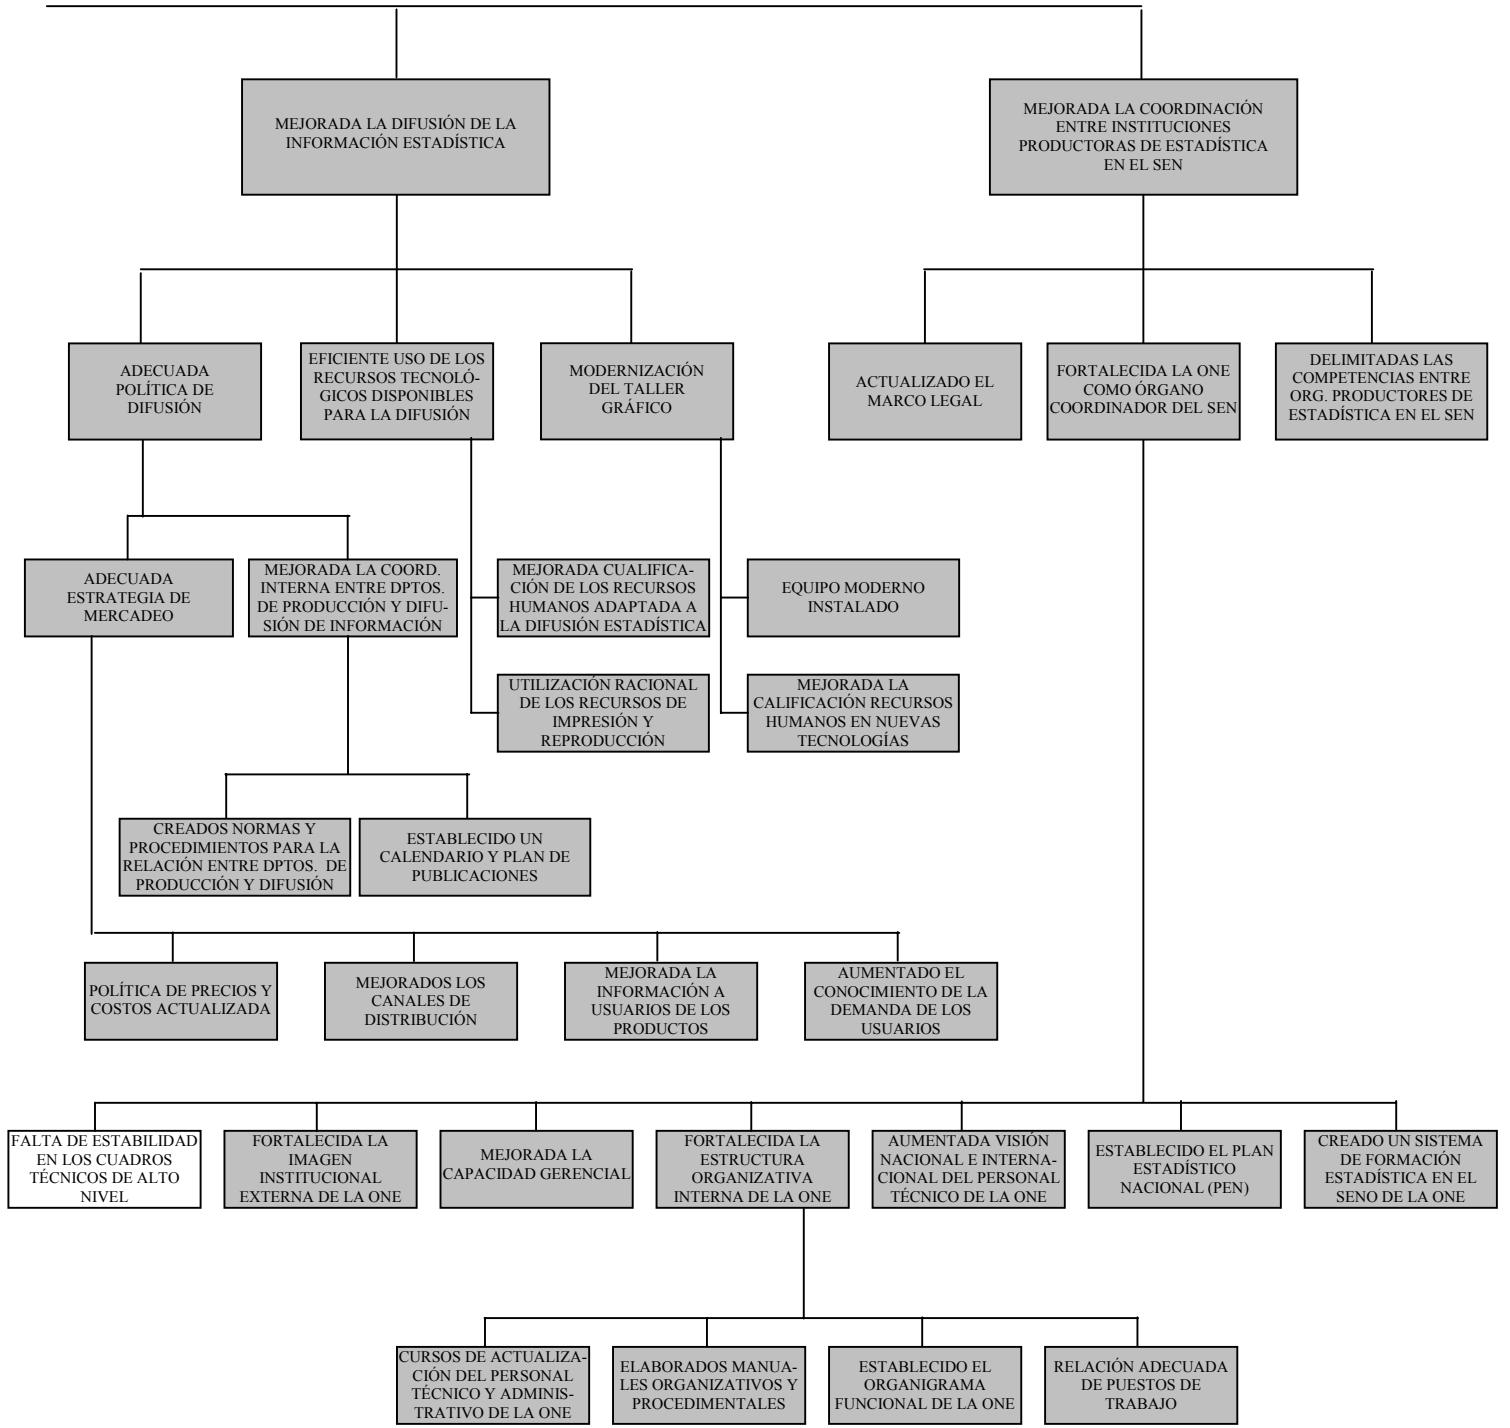 MEJORADA LA DIFUSIÓN DE LA
INFORMACIÓN ESTADÍSTICA
MEJORADA LA COORDINACIÓN
ENTRE INSTITUCIONES
PRODUCTORAS DE ESTADÍSTICA
EN EL SEN
ADECUADA
POLÍTICA DE
DIFUSIÓN
EFICIENTE USO DE LOS
RECURSOS TECNOLÓ-
GICOS DISPONIBLES
PARA LA DIFUSIÓN
MODERNIZACIÓN
DEL TALLER
GRÁFICO
ACTUALIZADO EL
MARCO LEGAL
FORTALECIDA LA ONE
COMO ÓRGANO
COORDINADOR DEL SEN
DELIMITADAS LAS
COMPETENCIAS ENTRE
ORG. PRODUCTORES DE
ESTADÍSTICA EN EL SEN
ADECUADA
ESTRATEGIA DE
MERCADEO
MEJORADA LA COORD.
INTERNA ENTRE DPTOS.
DE PRODUCCIÓN Y DIFU-
SIÓN DE INFORMACIÓN
MEJORADA CUALIFICA-
CIÓN DE LOS RECURSOS
HUMANOS ADAPTADA A
LA DIFUSIÓN ESTADÍSTICA
EQUIPO MODERNO
INSTALADO
UTILIZACIÓN RACIONAL
DE LOS RECURSOS DE
IMPRESIÓN Y
REPRODUCCIÓN
MEJORADA LA
CALIFICACIÓN RECURSOS
HUMANOS EN NUEVAS
TECNOLOGÍAS
CREADOS NORMAS Y
PROCEDIMIENTOS PARA LA
RELACIÓN ENTRE DPTOS. DE
PRODUCCIÓN Y DIFUSIÓN
ESTABLECIDO UN
CALENDARIO Y PLAN DE
PUBLICACIONES
POLÍTICA DE PRECIOS Y
COSTOS ACTUALIZADA
MEJORADOS LOS
CANALES DE
DISTRIBUCIÓN
MEJORADA LA
INFORMACIÓN A
USUARIOS DE LOS
PRODUCTOS
AUMENTADO EL
CONOCIMIENTO DE LA
DEMANDA DE LOS
USUARIOS
FALTA DE ESTABILIDAD
EN LOS CUADROS
TÉCNICOS DE ALTO
NIVEL
FORTALECIDA LA
IMAGEN
INSTITUCIONAL
EXTERNA DE LA ONE
MEJORADA LA
CAPACIDAD GERENCIAL
FORTALECIDA LA
ESTRUCTURA
ORGANIZATIVA
INTERNA DE LA ONE
AUMENTADA VISIÓN
NACIONAL E INTERNA-
CIONAL DEL PERSONAL
TÉCNICO DE LA ONE
ESTABLECIDO EL PLAN
ESTADÍSTICO
NACIONAL (PEN)
CREADO UN SISTEMA
DE FORMACIÓN
ESTADÍSTICA EN EL
SENO DE LA ONE
CURSOS DE ACTUALIZA-
CIÓN DEL PERSONAL
TÉCNICO Y ADMINIS-
TRATIVO DE LA ONE
ELABORADOS MANUA-
LES ORGANIZATIVOS Y
PROCEDIMENTALES
ESTABLECIDO EL
ORGANIGRAMA
FUNCIONAL DE LA ONE
RELACIÓN ADECUADA
DE PUESTOS DE
TRABAJO